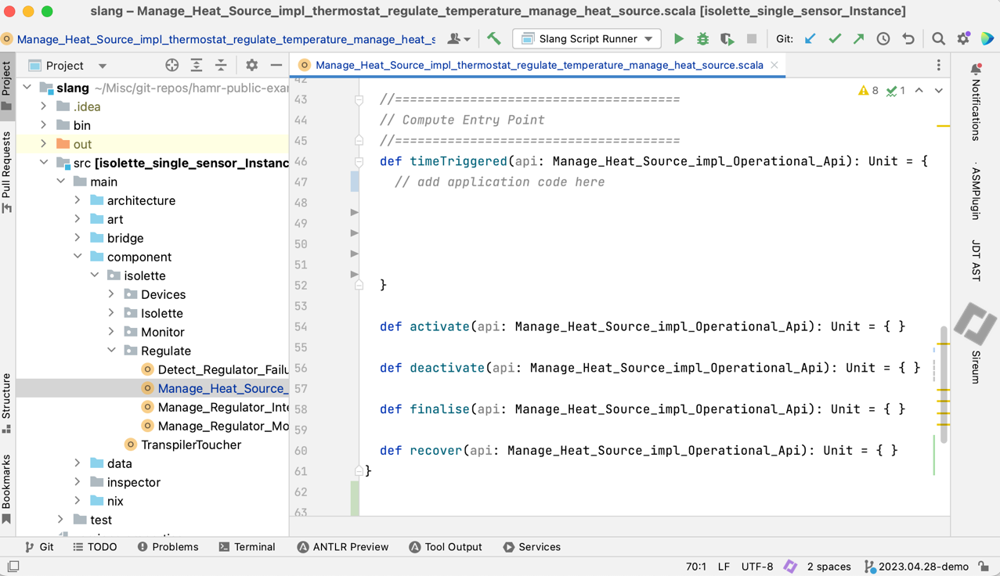 slang – Manage_Heat_Source_impl_thermostat_regulate_temperature_manage_heat_source.scala [isolette_single_sensor_Instance]
Manage_Heat_Source_impl_thermostat_regulate_temperature_manage_heat_s
Slang Script Runner
Git:
Project
Manage_Heat_Source_impl_thermostat_regulate_temperature_manage_heat_source.scala
Project
Pull Requests
Structure
Bookmarks
slang ~/Misc/git-repos/hamr-public-exa
.idea
bin
out
src [isolette_single_sensor_Instanc
main
architecture
art
bridge
component
isolette
Devices
Isolette
Monitor
Regulate
Detect_Regulator_Failu
Manage_Heat_Source_
Manage_Regulator_Inte
Manage_Regulator_Mo
TranspilerToucher
data
inspector
nix
test
42
43 //======================================
44 // Compute Entry Point
45 //======================================
46 def timeTriggered(api: Manage_Heat_Source_impl_Operational_Api): Unit = {
47 // add application code here
48
49
50
51
52 }
53
54 def activate(api: Manage_Heat_Source_impl_Operational_Api): Unit = { }
55
56 def deactivate(api: Manage_Heat_Source_impl_Operational_Api): Unit = { }
57
58 def finalise(api: Manage_Heat_Source_impl_Operational_Api): Unit = { }
59
60 def recover(api: Manage_Heat_Source_impl_Operational_Api): Unit = { }
61 }
62
63
8 1
Notifications
ASMPlugin
JDT AST
Sireum
Git
TODO
Problems
Terminal
ANTLR Preview
Tool Output
Services
70:1 LF UTF-8 2 spaces 2023.04.28-demo